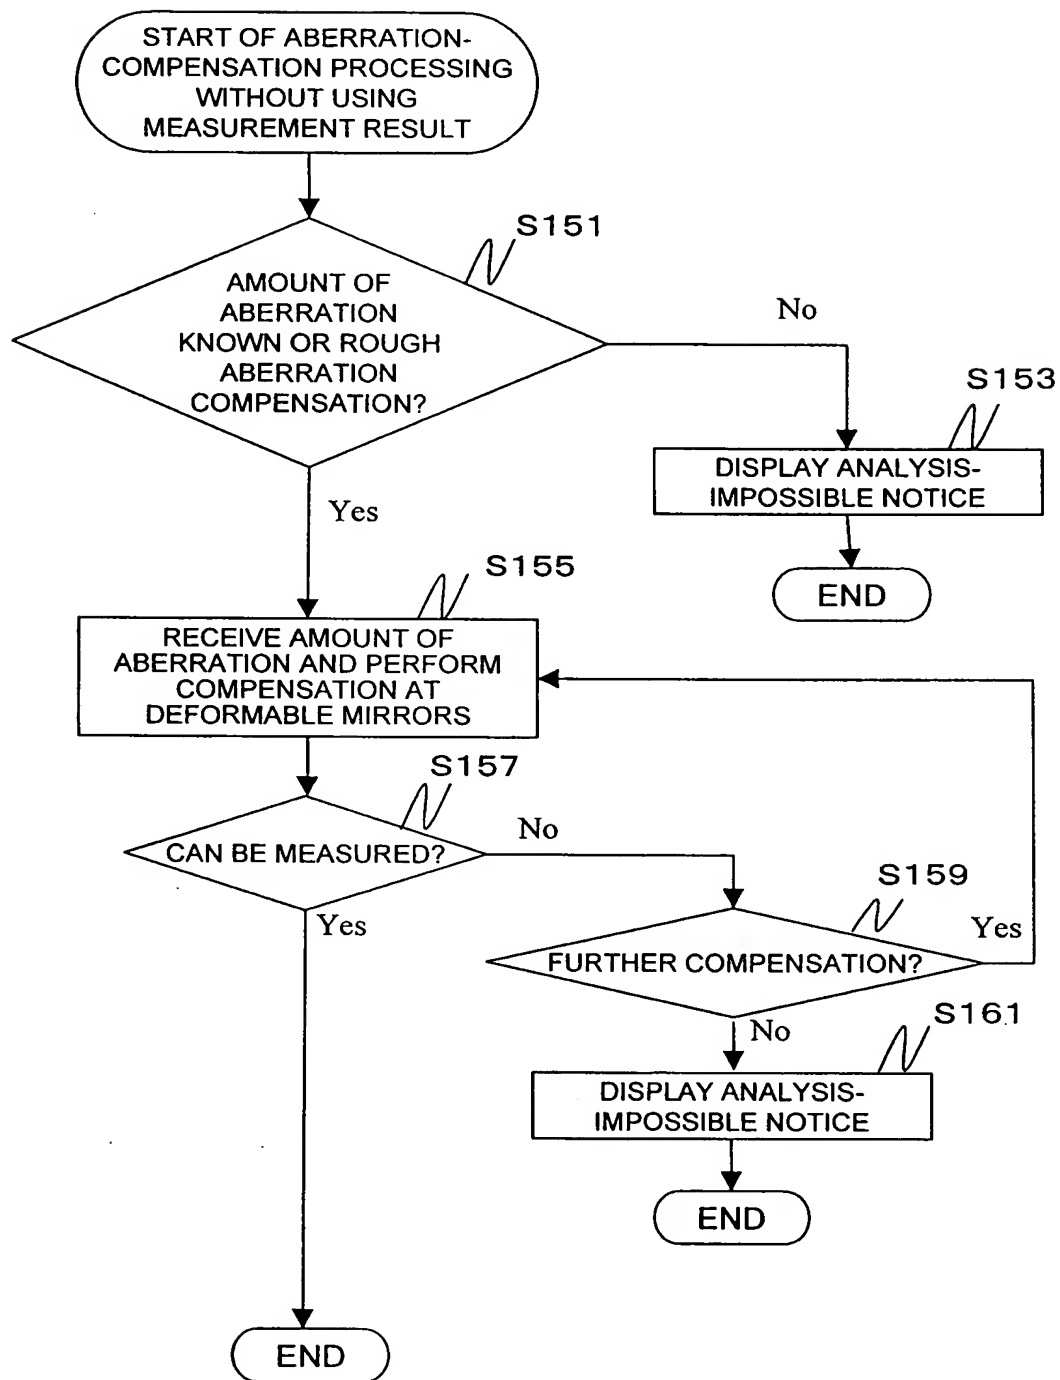 START OF ABERRATION-
COMPENSATION PROCESSING
WITHOUT USING
MEASUREMENT RESULT
S151
AMOUNT OF
ABERRATION
KNOWN OR ROUGH
ABERRATION
COMPENSATION?
No
S153
DISPLAY ANALYSIS-
IMPOSSIBLE NOTICE
END
Yes
S155
RECEIVE AMOUNT OF
ABERRATION AND PERFORM
COMPENSATION AT
DEFORMABLE MIRRORS
S157
CAN BE MEASURED?
No
Yes
S159
FURTHER COMPENSATION?
Yes
No
S161
DISPLAY ANALYSIS-
IMPOSSIBLE NOTICE
END
END